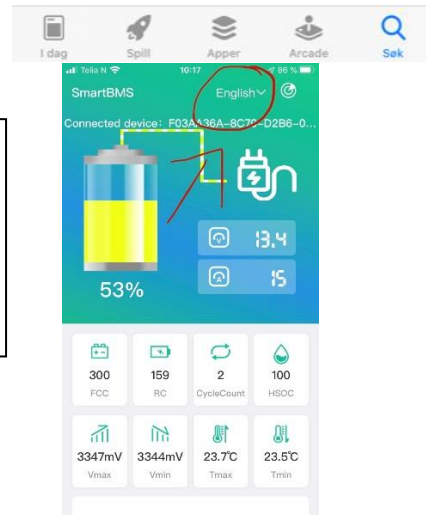 I dag Spill Apper Arcade Søk
Telia N 10:17 86 %
SmartBMS English
Connected device: F03AA36A-8C70-D2B6-0...
13.4
15
53%
300 159 2 100
FCC RC CycleCount HSOC
3347mV 3344mV 23.7℃ 23.5℃
Vmax Vmin Tmax Tmin